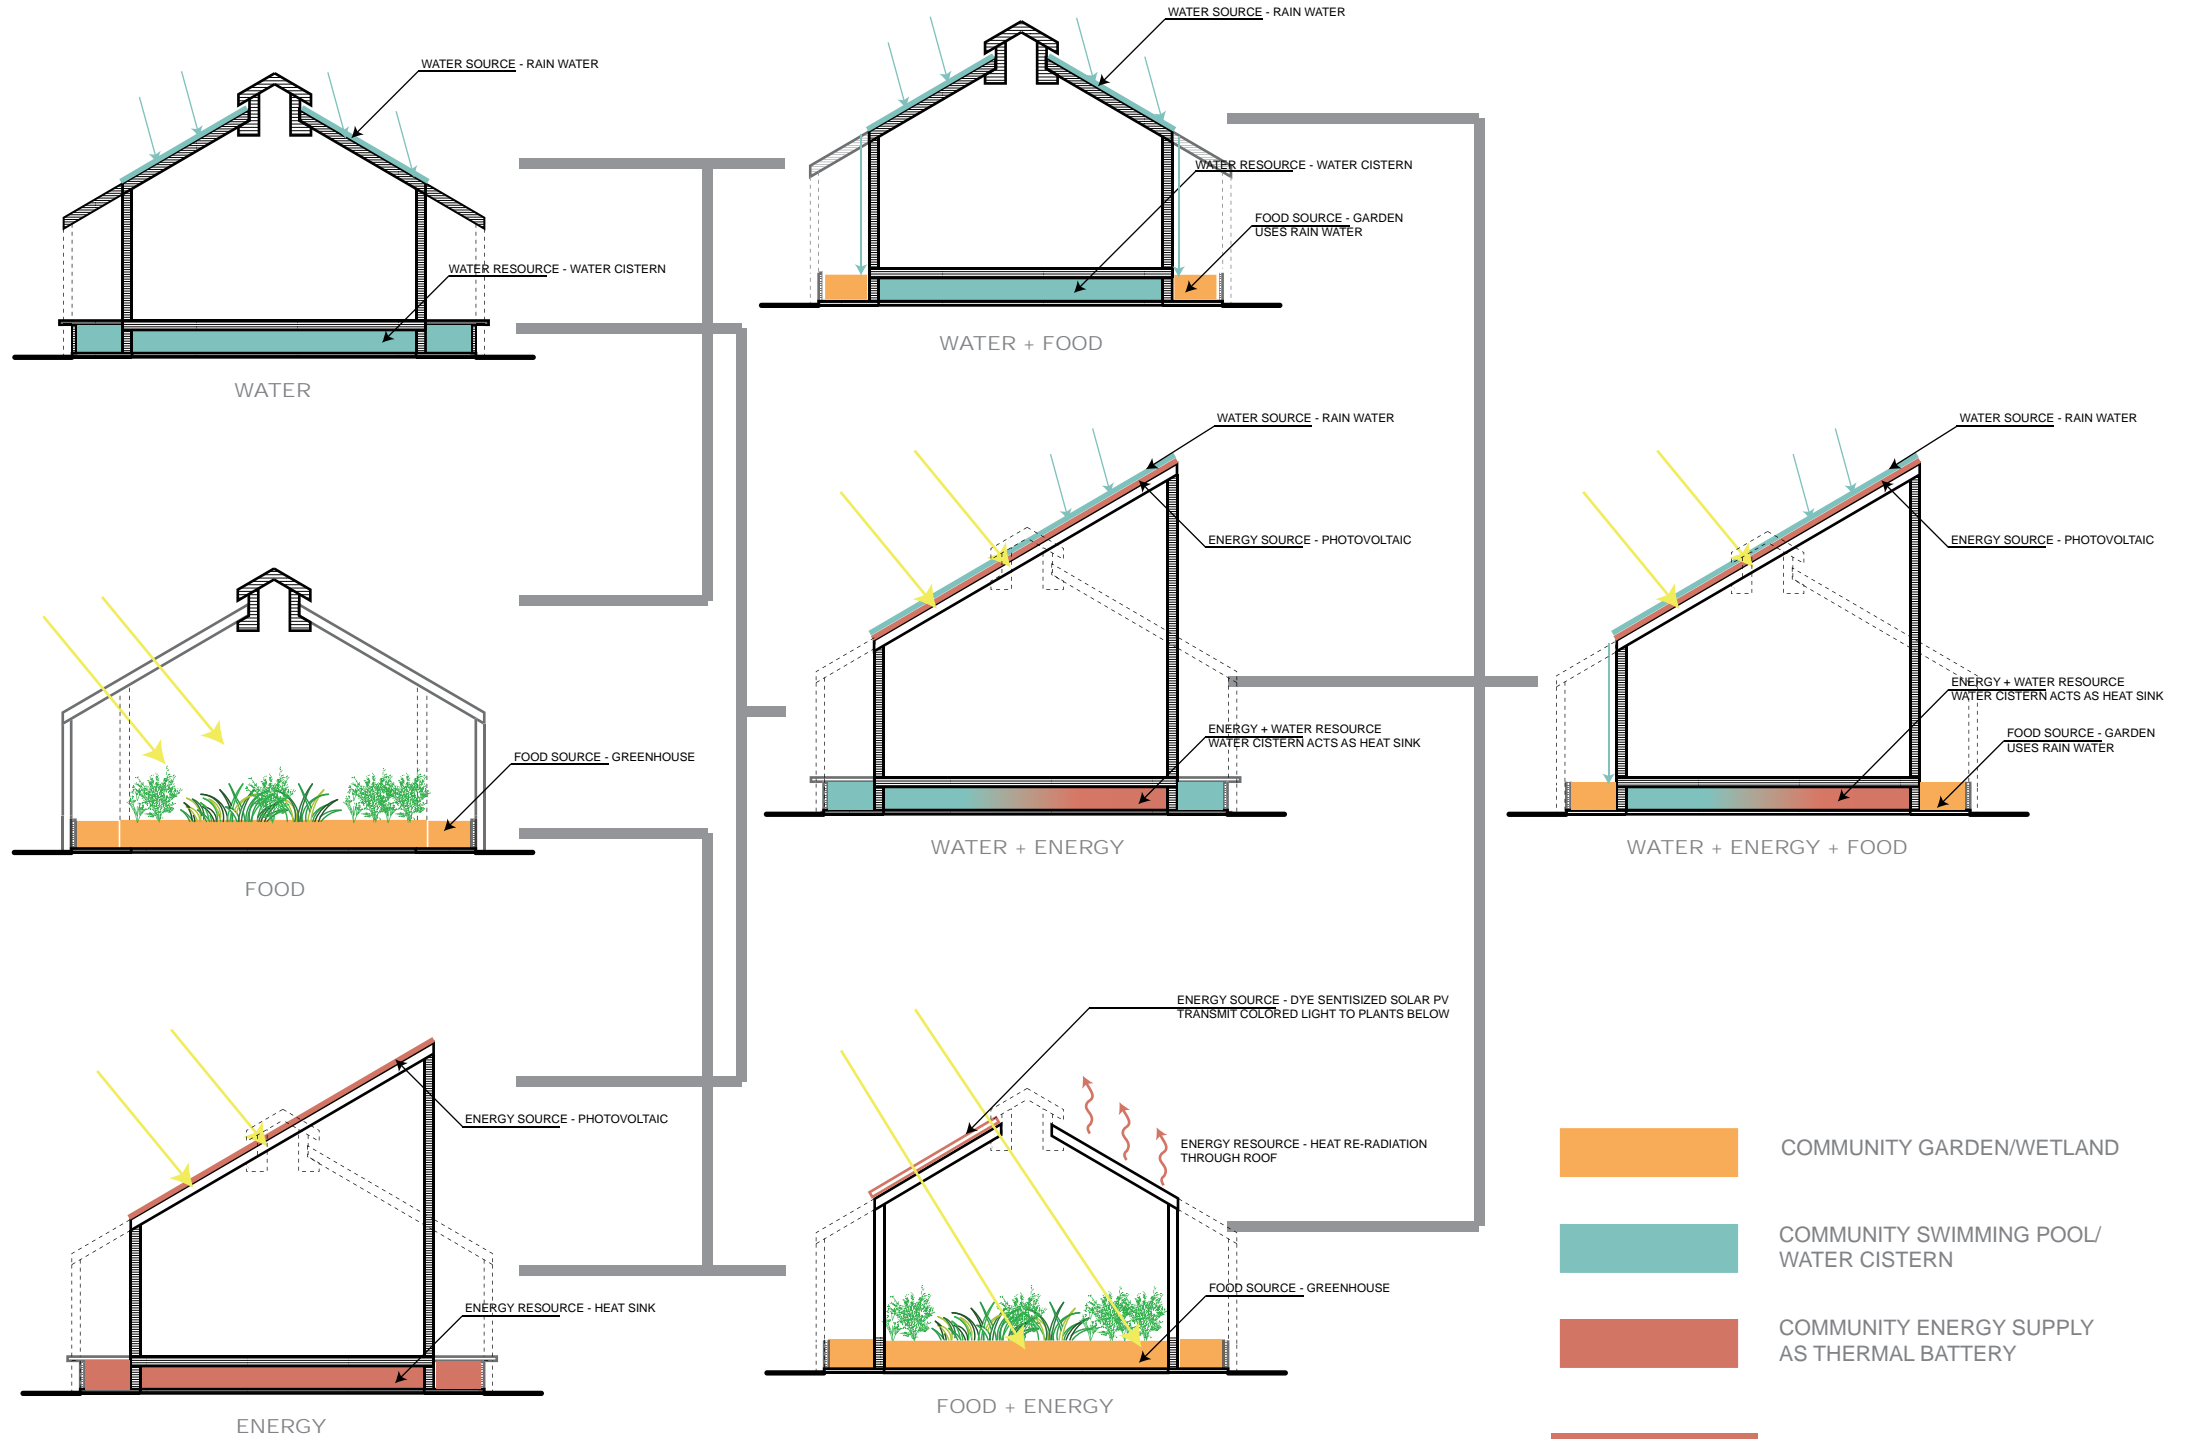 WATER SOURCE - RAIN WATER
WATER RESOURCE - WATER CISTERN
WATER
FOOD SOURCE - GREENHOUSE
FOOD
ENERGY SOURCE - PHOTOVOLTAIC
ENERGY RESOURCE - HEAT SINK
ENERGY
WATER SOURCE - RAIN WATER
WATER RESOURCE - WATER CISTERN
FOOD SOURCE - GARDEN
USES RAIN WATER
WATER + FOOD
WATER SOURCE - RAIN WATER
ENERGY SOURCE - PHOTOVOLTAIC
ENERGY + WATER RESOURCE
WATER CISTERN ACTS AS HEAT SINK
WATER + ENERGY
ENERGY SOURCE - DYE SENTISIZED SOLAR PV
TRANSMIT COLORED LIGHT TO PLANTS BELOW
ENERGY RESOURCE - HEAT RE-RADIATION
THROUGH ROOF
FOOD SOURCE - GREENHOUSE
FOOD + ENERGY
WATER SOURCE - RAIN WATER
ENERGY SOURCE - PHOTOVOLTAIC
ENERGY + WATER RESOURCE
WATER CISTERN ACTS AS HEAT SINK
FOOD SOURCE - GARDEN
USES RAIN WATER
WATER + ENERGY + FOOD
COMMUNITY GARDEN/WETLAND
COMMUNITY SWIMMING POOL/
WATER CISTERN
COMMUNITY ENERGY SUPPLY
AS THERMAL BATTERY